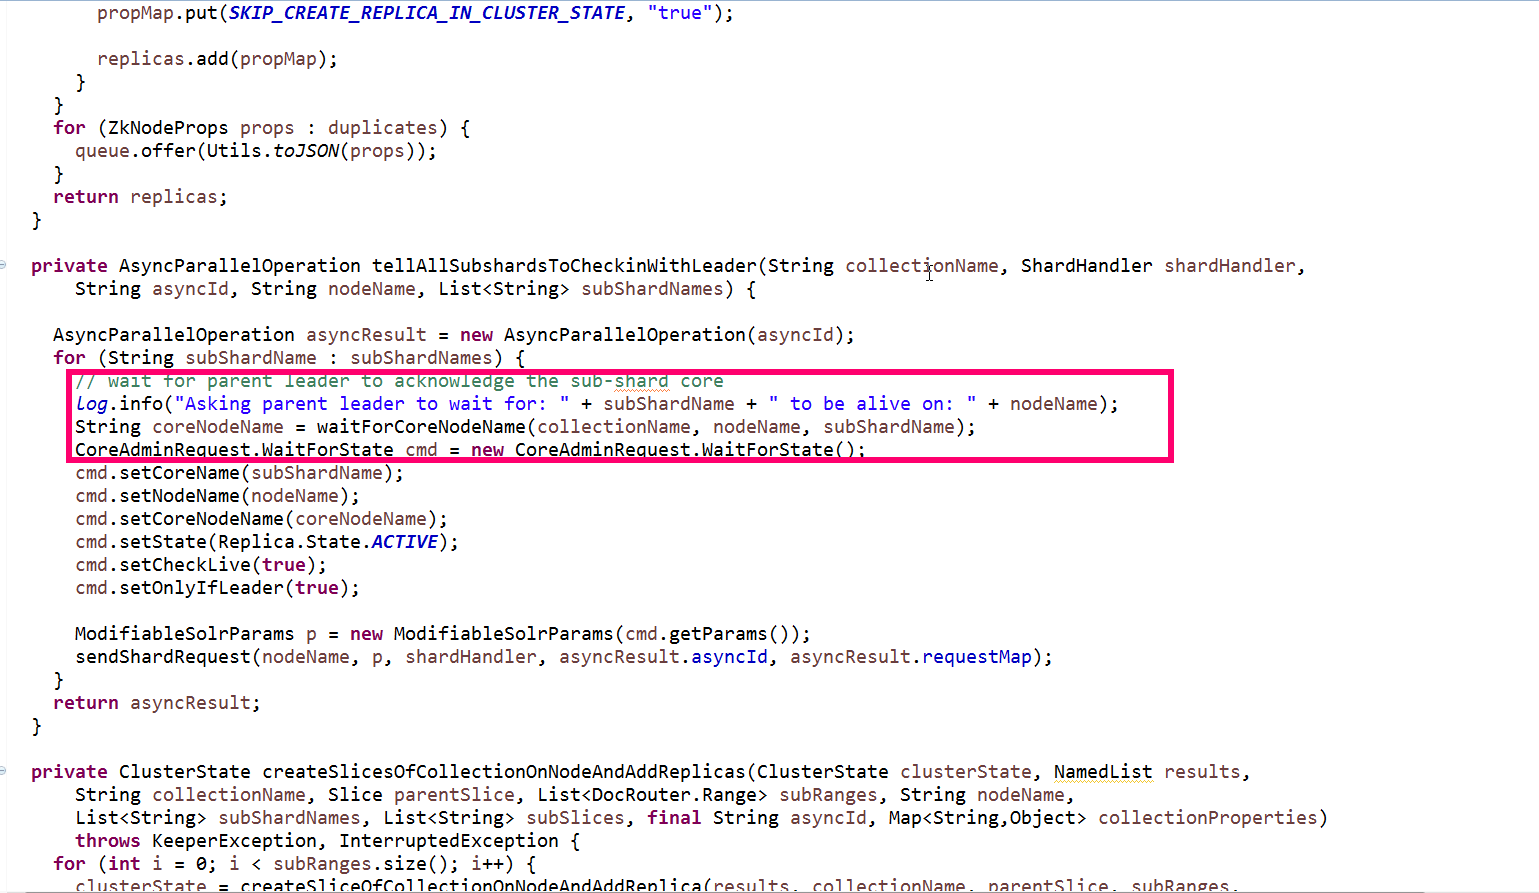 propMap.put(SKIP_CREATE_REPLICA_IN_CLUSTER_STATE, "true");
replicas.add(propMap);
}
}
for (ZkNodeProps props : duplicates) {
queue.offer(Utils.toJSON(props));
}
return replicas;
}
private AsyncParallelOperation tellAllSubshardsToCheckinWithLeader(String collectionName, ShardHandler shardHandler,
String asyncId, String nodeName, List<String> subShardNames) {
AsyncParallelOperation asyncResult = new AsyncParallelOperation(asyncId);
for (String subShardName : subShardNames) {
// wait for parent leader to acknowledge the sub-shard core
log.info("Asking parent leader to wait for: " + subShardName + " to be alive on: " + nodeName);
String coreNodeName = waitForCoreNodeName(collectionName, nodeName, subShardName);
CoreAdminRequest.WaitForState cmd = new CoreAdminRequest.WaitForState();
cmd.setCoreName(subShardName);
cmd.setNodeName(nodeName);
cmd.setCoreNodeName(coreNodeName);
cmd.setState(Replica.State.ACTIVE);
cmd.setCheckLive(true);
cmd.setOnlyIfLeader(true);
ModifiableSolrParams p = new ModifiableSolrParams(cmd.getParams());
sendShardRequest(nodeName, p, shardHandler, asyncResult.asyncId, asyncResult.requestMap);
}
return asyncResult;
}
private ClusterState createSlicesOfCollectionOnNodeAndAddReplicas(ClusterState clusterState, NamedList results,
String collectionName, Slice parentSlice, List<DocRouter.Range> subRanges, String nodeName,
List<String> subShardNames, List<String> subSlices, final String asyncId, Map<String,Object> collectionProperties)
throws KeeperException, InterruptedException {
for (int i = 0; i < subRanges.size(); i++) {
clusterState = createSliceOfCollectionOnNodeAndAddReplica(results, collectionName, parentSlice, subRanges,